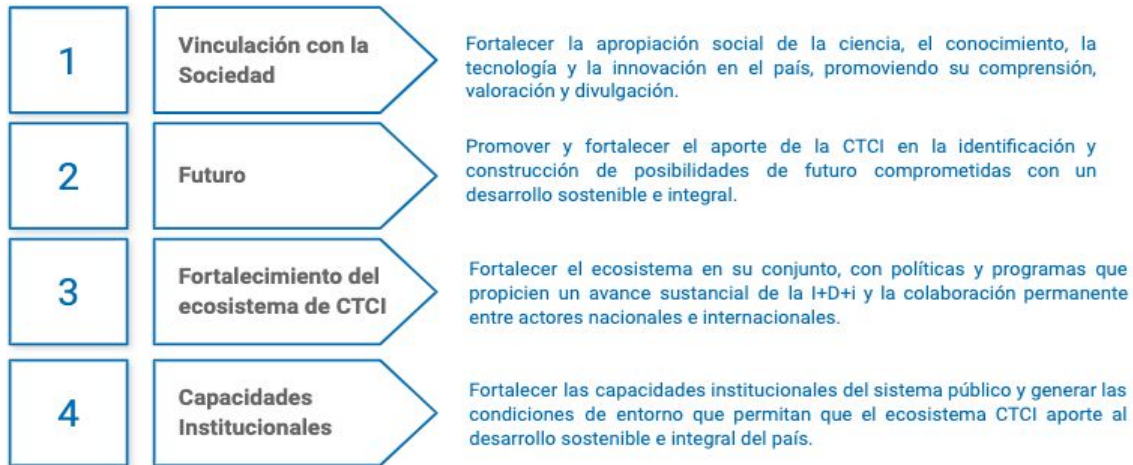 1
Vinculación con la
Sociedad
Fortalecer la apropiación social de la ciencia, el conocimiento, la
tecnología y la innovación en el país, promoviendo su comprensión,
valoración y divulgación.
2
Futuro
Promover y fortalecer el aporte de la CTCI en la identificación y
construcción de posibilidades de futuro comprometidas con un
desarrollo sostenible e integral.
3
Fortalecimiento del
ecosistema de CTCI
Fortalecer el ecosistema en su conjunto, con políticas y programas que
propicien un avance sustancial de la I+D+i y la colaboración permanente
entre actores nacionales e internacionales.
4
Capacidades
Institucionales
Fortalecer las capacidades institucionales del sistema público y generar las
condiciones de entorno que permitan que el ecosistema CTCI aporte al
desarrollo sostenible e integral del país.